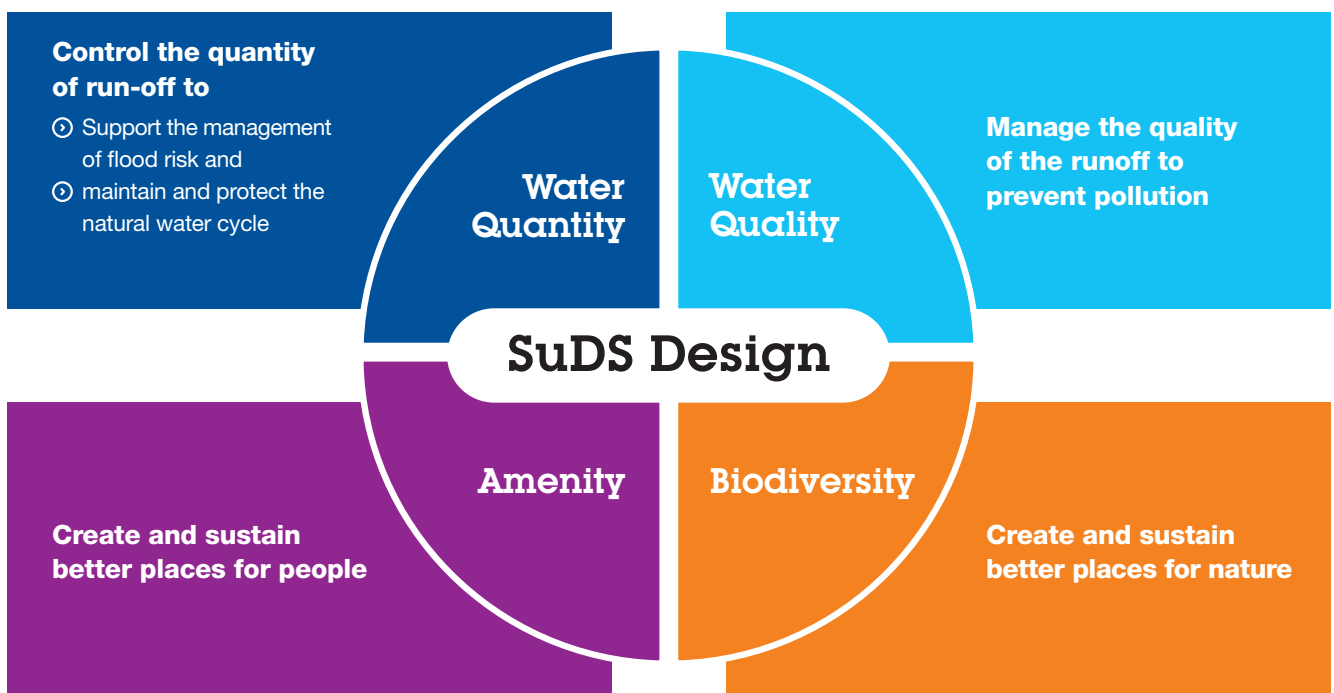 Control the quantity
of run-off to
Support the management
of flood risk and
maintain and protect the
natural water cycle
Water
Quantity
Water
Quality
Manage the quality
of the runoff to
prevent pollution
SuDS Design
Amenity
Biodiversity
Create and sustain
better places for people
Create and sustain
better places for nature